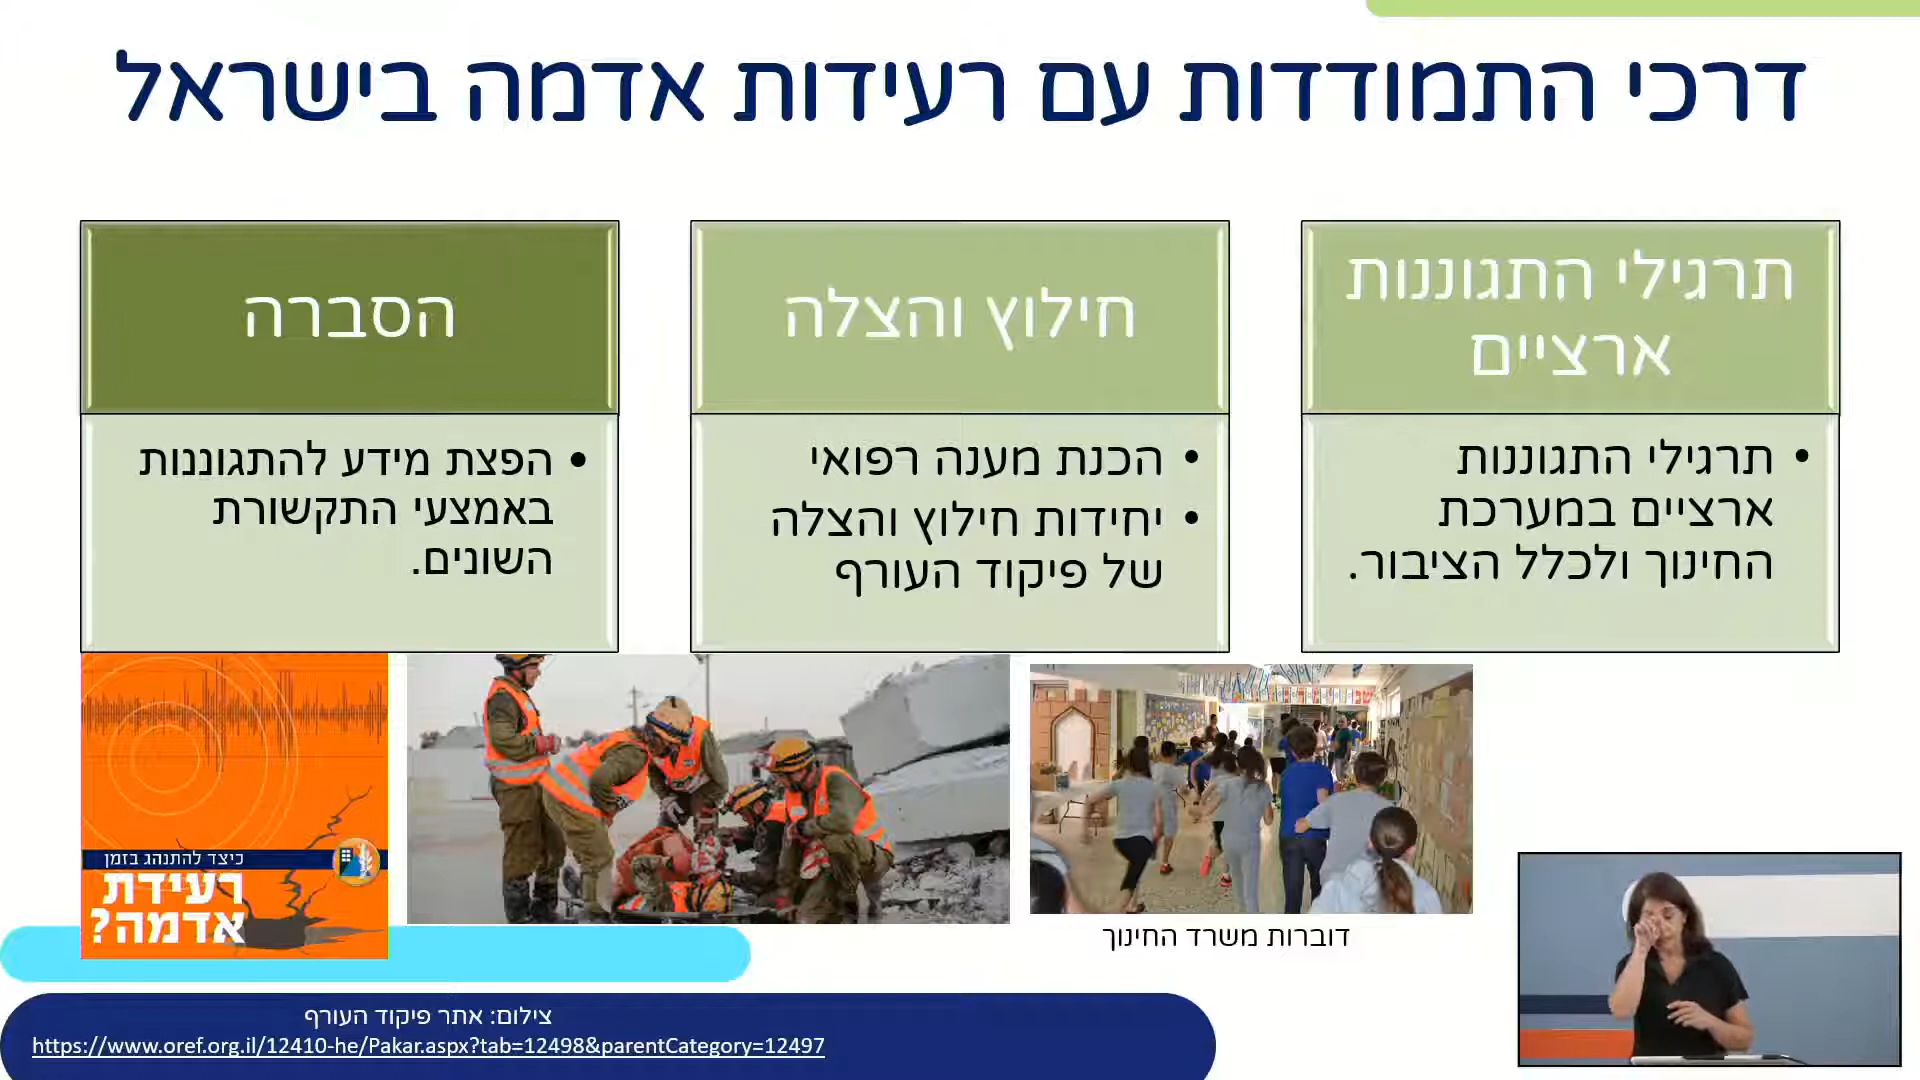 דרכי התמודדות עם רעידות אדמה בישראל
תרגילי התגוננות
ארציים
תרגילי התגוננות
ארציים במערכת
החינוך ולכלל הציבור.
חילוץ והצלה
הכנת מענה רפואי
יחידות חילוץ והצלה
של פיקוד העורף
הסברה
הפצת מידע להתגוננות
באמצעי התקשורת
השונים.
דוברות משרד החינוך
כיצד להתנהג בזמן
רעידת
אדמה?
צילום: אתר פיקוד העורף
https://www.oref.org.il/12410-he/Pakar.aspx?tab=12498&parentCategory=12497